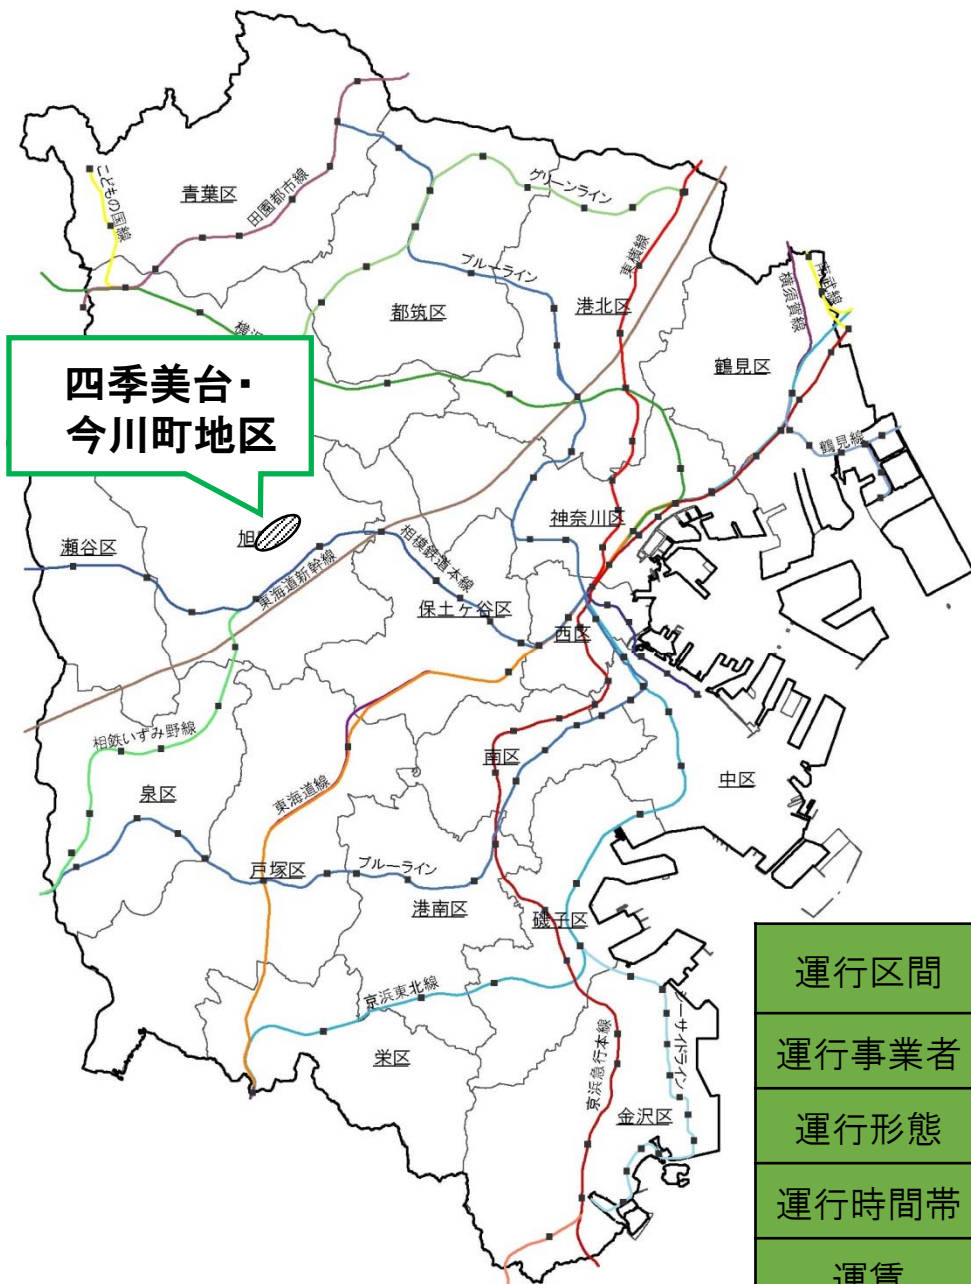 こどもの国線
青葉区
田園都市線
グリーンライン
ブルーライン
東横線
都筑区
港北区
横須賀線
南武線
鶴見区
四季美台・
今川町地区
鶴見線
神奈川区
瀬谷区
旭
東海道新幹線
相模鉄道本線
保土ケ谷区
西区
相鉄いずみ野線
泉区
東海道線
南区
中区
戸塚区
ブルーライン
港南区
磯子区
京浜東北線
栄区
京浜急行本線
シーサイドライン
金沢区
運行区間
運行事業者
運行形態
運行時間帯
運賃